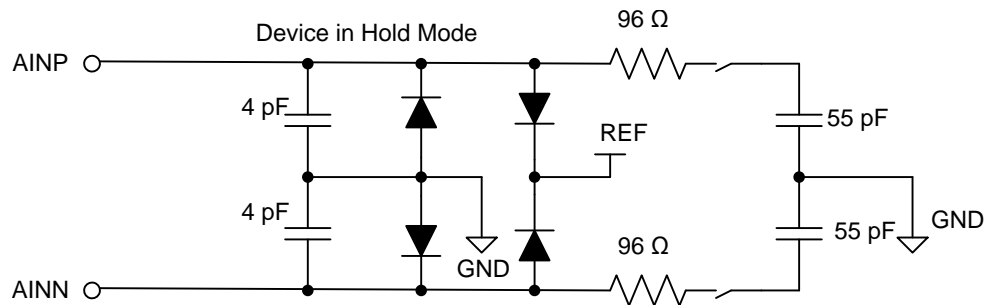 96 Ω
Device in Hold Mode
AINP
4 pF
REF
55 pF
4 pF
GND
96 Ω
55 pF
GND
AINN